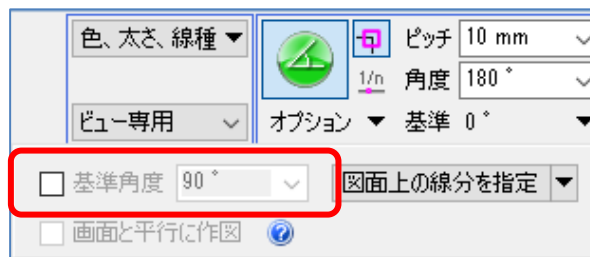 色、太さ、線種 ▼ ピッチ 10 mm
1/n 角度 180 °
ビュー専用 オプション ▼ 基準 0 ° ▼
基準角度 90 ° 図面上の線分を指定 ▼
画面と平行に作図 ?